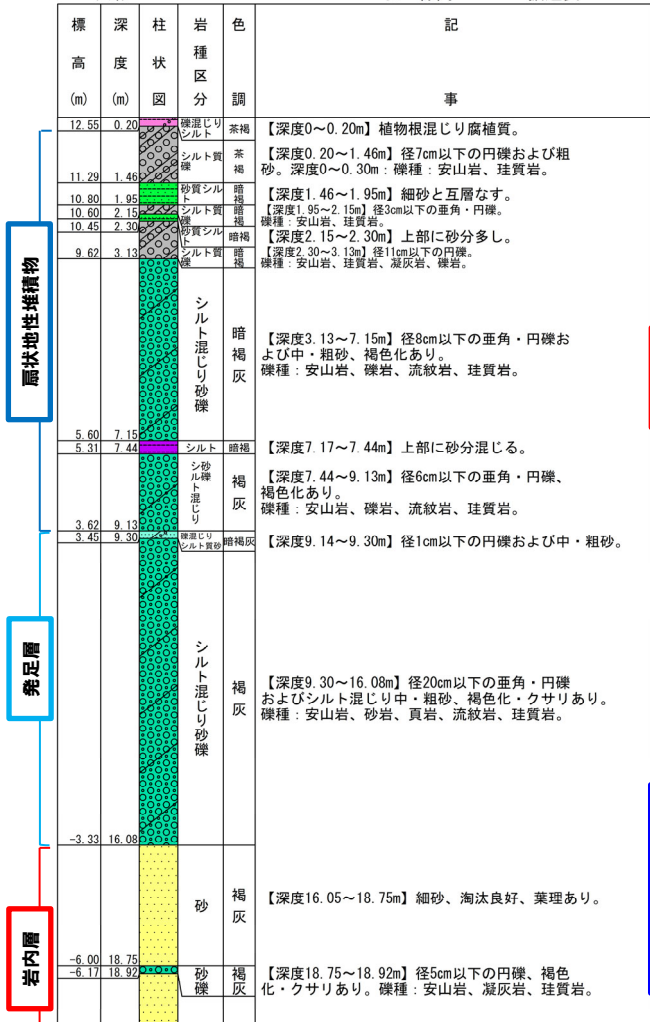 標高(m)
深度(m)
柱状図
岩種区分
色調
記事
12.55 0.20 礫混じりシルト 茶褐 【深度0～0.20m】植物根混じり腐植質。
11.29 1.46 シルト質礫 茶褐 【深度0.20～1.46m】径7cm以下の円礫および粗
砂。深度0～0.30m：礫種：安山岩、珪質岩。
10.80 1.95 砂質シルト 暗褐 【深度1.46～1.95m】細砂と互層なす。
10.60 2.15 シルト質礫 暗褐 【深度1.95～2.15m】径3cm以下の亜角・円礫。
礫種：安山岩、珪質岩。
10.45 2.30 砂質シルト 暗褐 【深度2.15～2.30m】上部に砂分多し。
9.62 3.13 シルト質礫 暗褐 【深度2.30～3.13m】径11cm以下の円礫。
礫種：安山岩、珪質岩、凝灰岩、礫岩。
扇状地性堆積物
5.60 7.15 シルト混じり砂礫 暗褐灰 【深度3.13～7.15m】径8cm以下の亜角・円礫お
よび中・粗砂、褐色化あり。
礫種：安山岩、礫岩、流紋岩、珪質岩。
5.31 7.44 シルト 暗褐 【深度7.17～7.44m】上部に砂分混じる。
3.62 9.13 シルト混じり砂礫 褐灰 【深度7.44～9.13m】径6cm以下の亜角・円礫、
褐色化あり。
礫種：安山岩、礫岩、流紋岩、珪質岩。
3.45 9.30 礫混じりシルト質砂 暗褐灰 【深度9.14～9.30m】径1cm以下の円礫および中・粗砂。
発足層
-3.33 16.08 シルト混じり砂礫 褐灰 【深度9.30～16.08m】径20cm以下の亜角・円礫
およびシルト混じり中・粗砂、褐色化・クサリあり。
礫種：安山岩、砂岩、頁岩、流紋岩、珪質岩。
岩内層
-6.00 18.75 砂 褐灰 【深度16.05～18.75m】細砂、淘汰良好、葉理あり。
-6.17 18.92 砂礫 褐灰 【深度18.75～18.92m】径5cm以下の円礫、褐色
化・クサリあり。礫種：安山岩、凝灰岩、珪質岩。